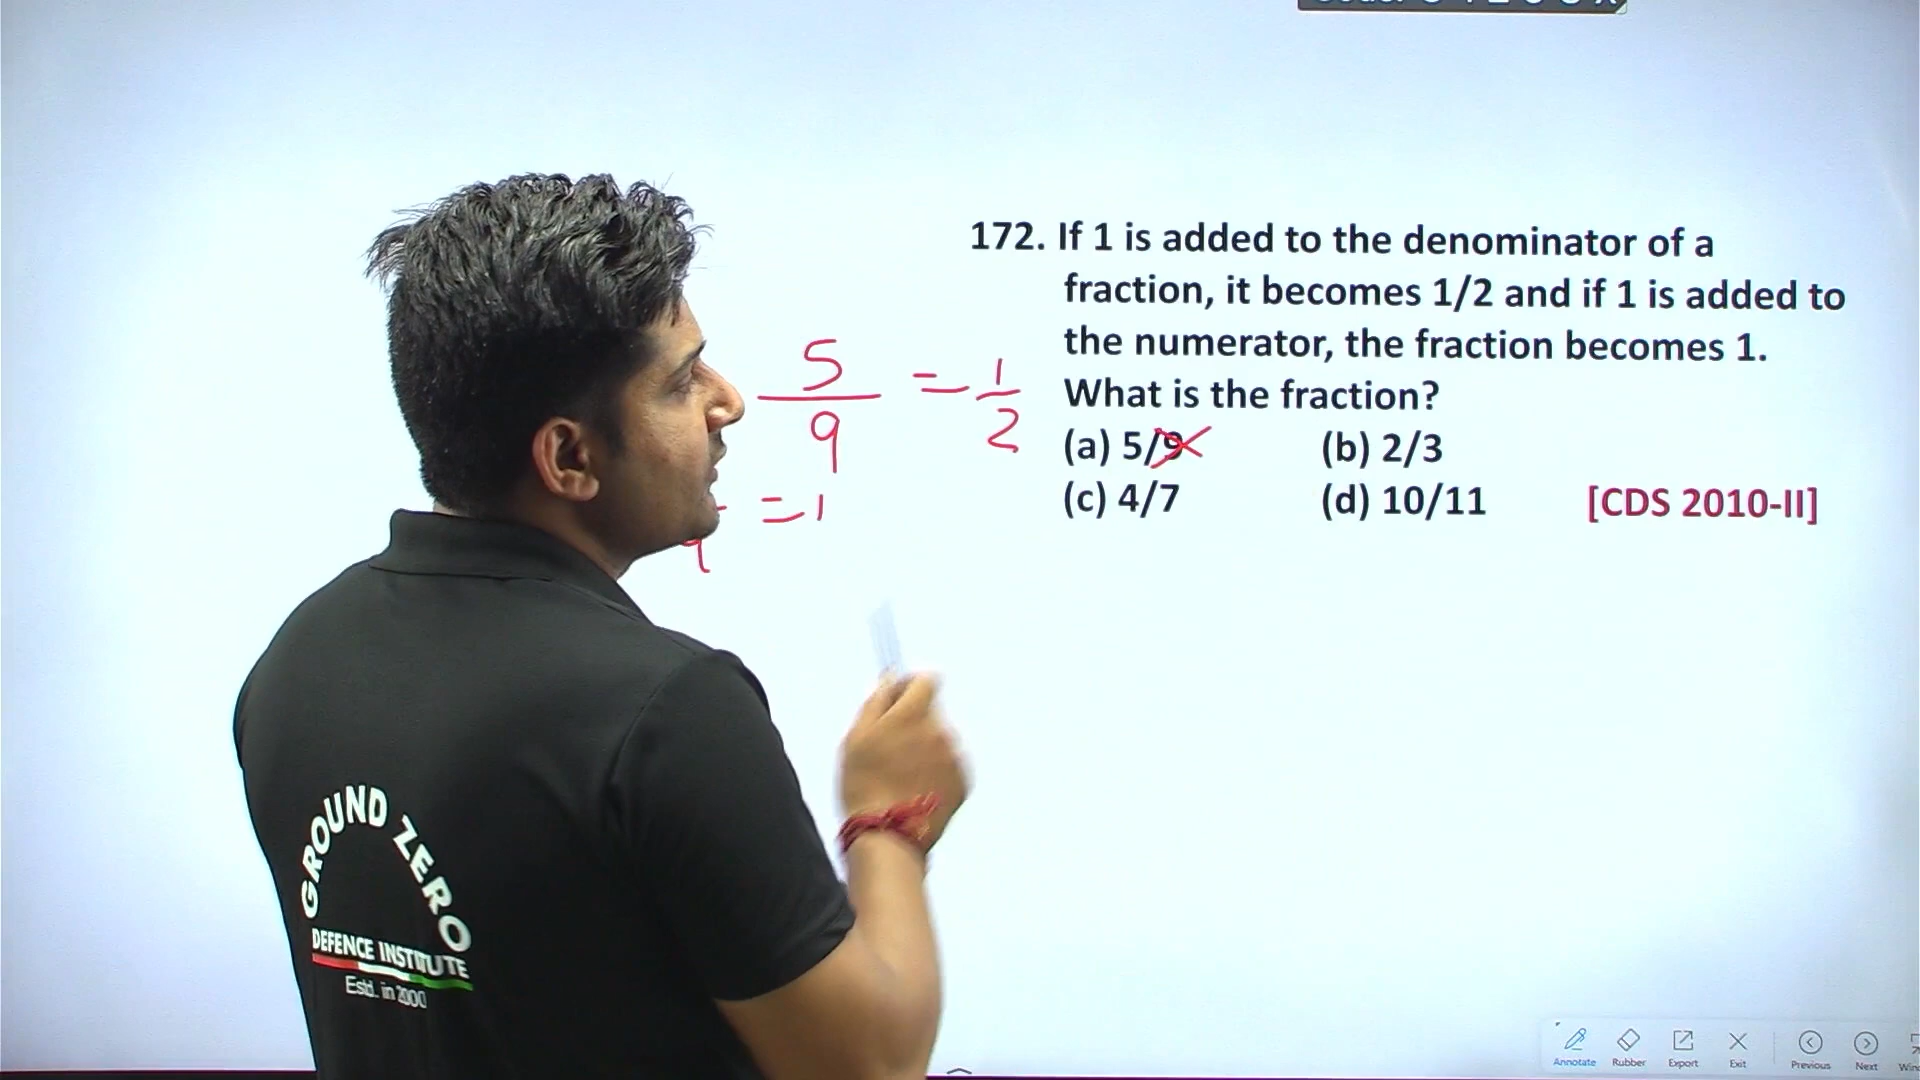 172. If 1 is added to the denominator of a
fraction, it becomes 1/2 and if 1 is added to
the numerator, the fraction becomes 1.
What is the fraction?
(a) 5/9 (b) 2/3
(c) 4/7 (d) 10/11 [CDS 2010-II]
5/9 = 1/2
= 1
GROUND ZERO
DEFENCE INSTITUTE
Estd. in 2000
Annotate Rubber Export Exit Previous Next